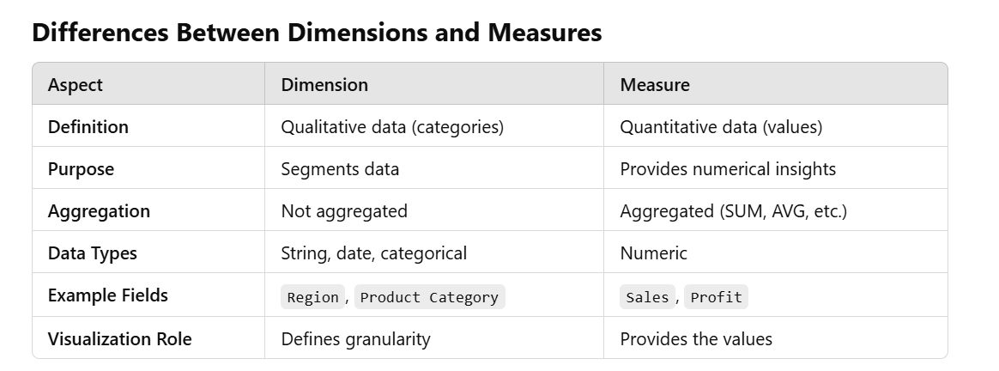 Differences Between Dimensions and Measures
Aspect Dimension Measure
Definition Qualitative data (categories) Quantitative data (values)
Purpose Segments data Provides numerical insights
Aggregation Not aggregated Aggregated (SUM, AVG, etc.)
Data Types String, date, categorical Numeric
Example Fields Region, Product Category Sales, Profit
Visualization Role Defines granularity Provides the values